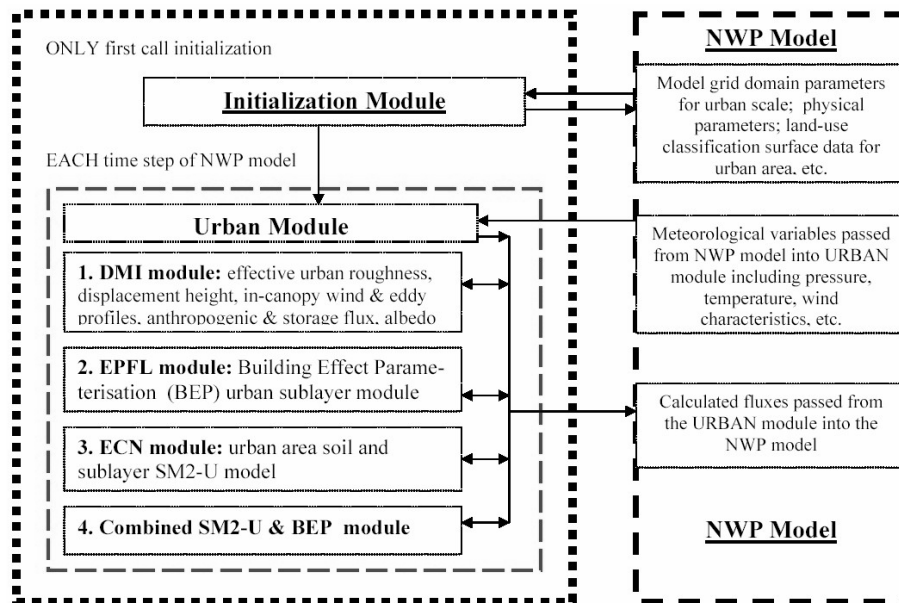 ONLY first call initialization
Initialization Module
EACH time step of NWP model
Urban Module
1. DMI module: effective urban roughness,
displacement height, in-canopy wind & eddy
profiles, anthropogenic & storage flux, albedo
2. EPFL module: Building Effect Parame-
terisation (BEP) urban sublayer module
3. ECN module: urban area soil and
sublayer SM2-U model
4. Combined SM2-U & BEP module
NWP Model
Model grid domain parameters
for urban scale; physical
parameters; land-use
classification surface data for
urban area, etc.
Meteorological variables passed
from NWP model into URBAN
module including pressure,
temperature, wind
characteristics, etc.
Calculated fluxes passed from
the URBAN module into the
NWP model
NWP Model